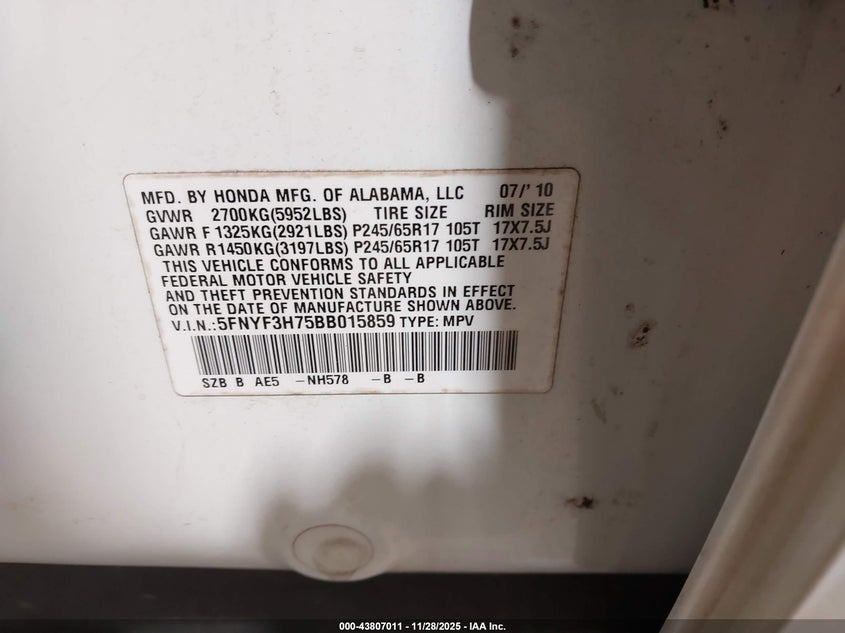 MFD. BY HONDA MFG. OF ALABAMA, LLC 07/' 10
GVWR 2700KG(5952LBS) TIRE SIZE RIM SIZE
GAWR F 1325KG(2921LBS) P245/65R17 105T 17X7.5J
GAWR R1450KG(3197LBS) P245/65R17 105T 17X7.5J
THIS VEHICLE CONFORMS TO ALL APPLICABLE
FEDERAL MOTOR VEHICLE SAFETY
AND THEFT PREVENTION STANDARDS IN EFFECT
ON THE DATE OF MANUFACTURE SHOWN ABOVE.
V.I.N.:5FNYF3H75BB015859 TYPE: MPV
SZB B AE5 -NH578 -B -B
000-43807011 - 11/28/2025 - IAA Inc.